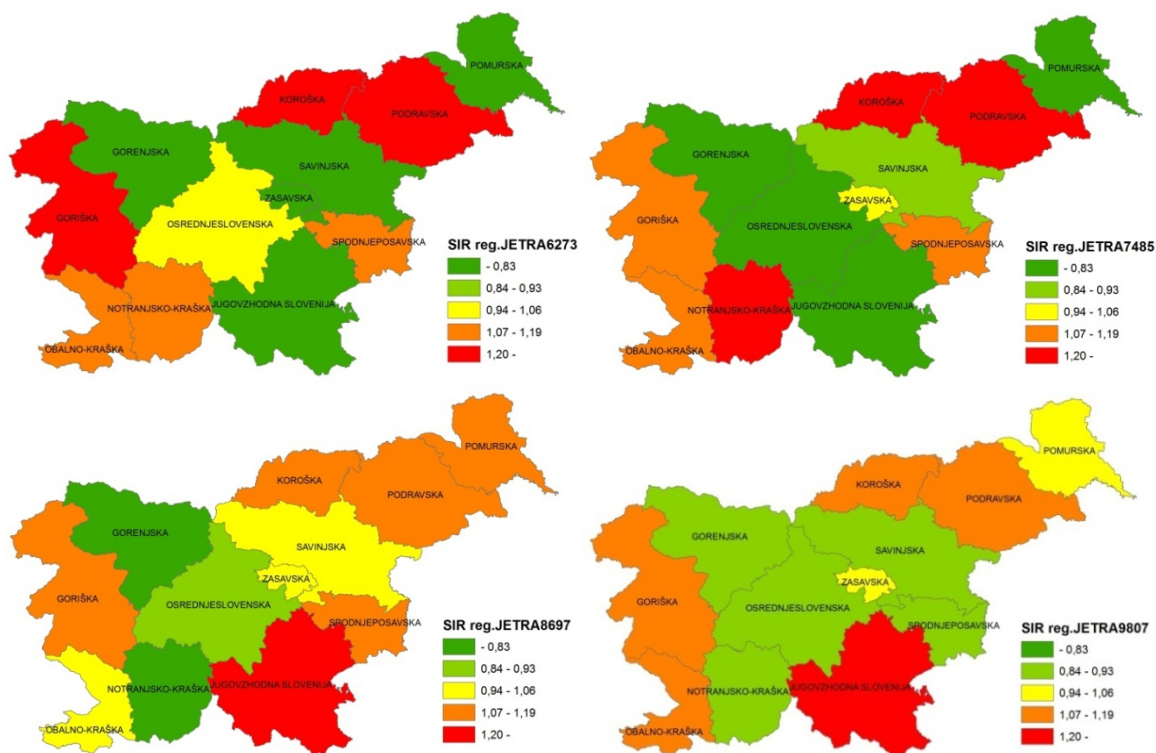 POMURSKA
KOROŠKA
PODRAVSKA
GORENJSKA
SAVINJSKA
ZASAVSKA
GORIŠKA
OSREDNJESLOVENSKA
SPODNJEPOSAVSKA
NOTRANJSKO-KRAŠKA
JUGOVZHODNA SLOVENIJA
OBALNO-KRAŠKA
SIR reg.JETRA6273
- 0,83
0,84 - 0,93
0,94 - 1,06
1,07 - 1,19
1,20 -
POMURSKA
KOROŠKA
PODRAVSKA
GORENJSKA
SAVINJSKA
ZASAVSKA
GORIŠKA
OSREDNJESLOVENSKA
SPODNJEPOSAVSKA
NOTRANJSKO-KRAŠKA
JUGOVZHODNA SLOVENIJA
OBALNO-KRAŠKA
SIR reg.JETRA7485
- 0,83
0,84 - 0,93
0,94 - 1,06
1,07 - 1,19
1,20 -
POMURSKA
KOROŠKA
PODRAVSKA
GORENJSKA
SAVINJSKA
ZASAVSKA
GORIŠKA
OSREDNJESLOVENSKA
SPODNJEPOSAVSKA
NOTRANJSKO-KRAŠKA
JUGOVZHODNA SLOVENIJA
OBALNO-KRAŠKA
SIR reg.JETRA8697
- 0,83
0,84 - 0,93
0,94 - 1,06
1,07 - 1,19
1,20 -
POMURSKA
KOROŠKA
PODRAVSKA
GORENJSKA
SAVINJSKA
ZASAVSKA
GORIŠKA
OSREDNJESLOVENSKA
SPODNJEPOSAVSKA
NOTRANJSKO-KRAŠKA
JUGOVZHODNA SLOVENIJA
OBALNO-KRAŠKA
SIR reg.JETRA9807
- 0,83
0,84 - 0,93
0,94 - 1,06
1,07 - 1,19
1,20 -